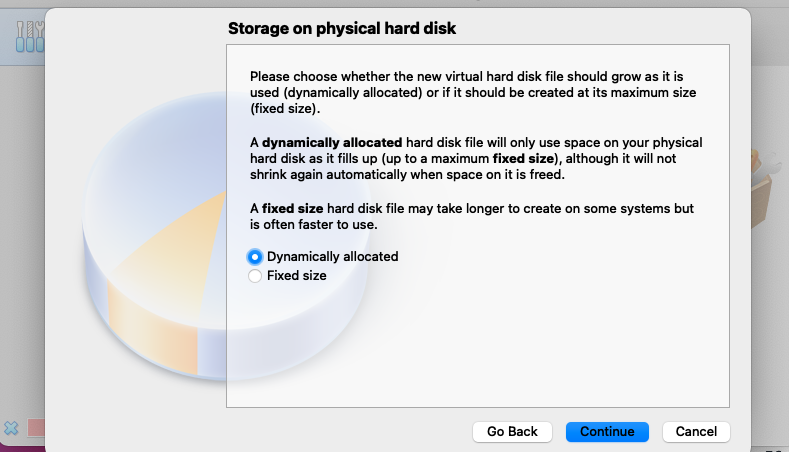 Storage on physical hard disk
Please choose whether the new virtual hard disk file should grow as it is
used (dynamically allocated) or if it should be created at its maximum size
(fixed size).
A dynamically allocated hard disk file will only use space on your physical
hard disk as it fills up (up to a maximum fixed size), although it will not
shrink again automatically when space on it is freed.
A fixed size hard disk file may take longer to create on some systems but
is often faster to use.
Dynamically allocated
Fixed size
Go Back
Continue
Cancel